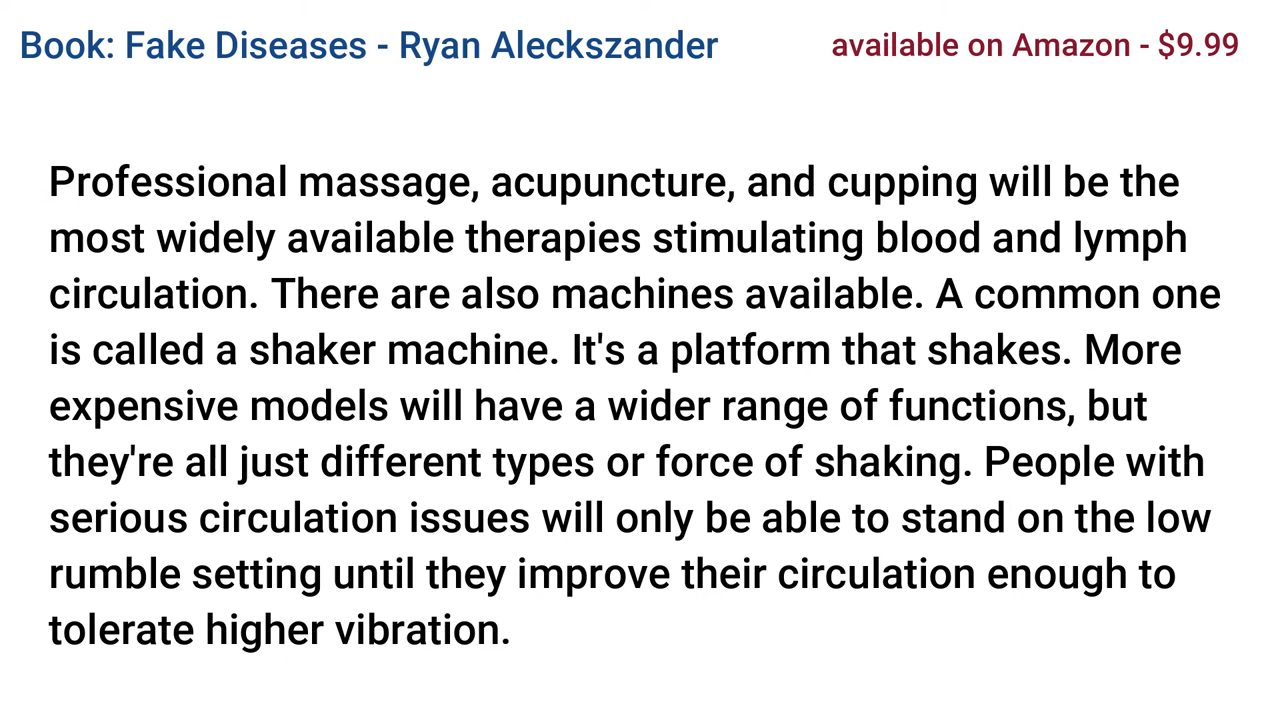 Book: Fake Diseases - Ryan Aleckszander
available on Amazon - $9.99
Professional massage, acupuncture, and cupping will be the
most widely available therapies stimulating blood and lymph
circulation. There are also machines available. A common one
is called a shaker machine. It's a platform that shakes. More
expensive models will have a wider range of functions, but
they're all just different types or force of shaking. People with
serious circulation issues will only be able to stand on the low
rumble setting until they improve their circulation enough to
tolerate higher vibration.